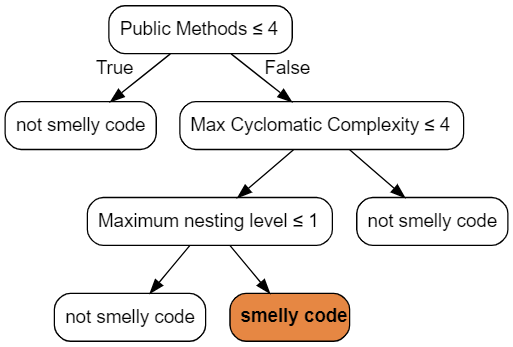 Public Methods ≤ 4
True
False
not smelly code
Max Cyclomatic Complexity ≤ 4
Maximum nesting level ≤ 1
not smelly code
not smelly code
smelly code